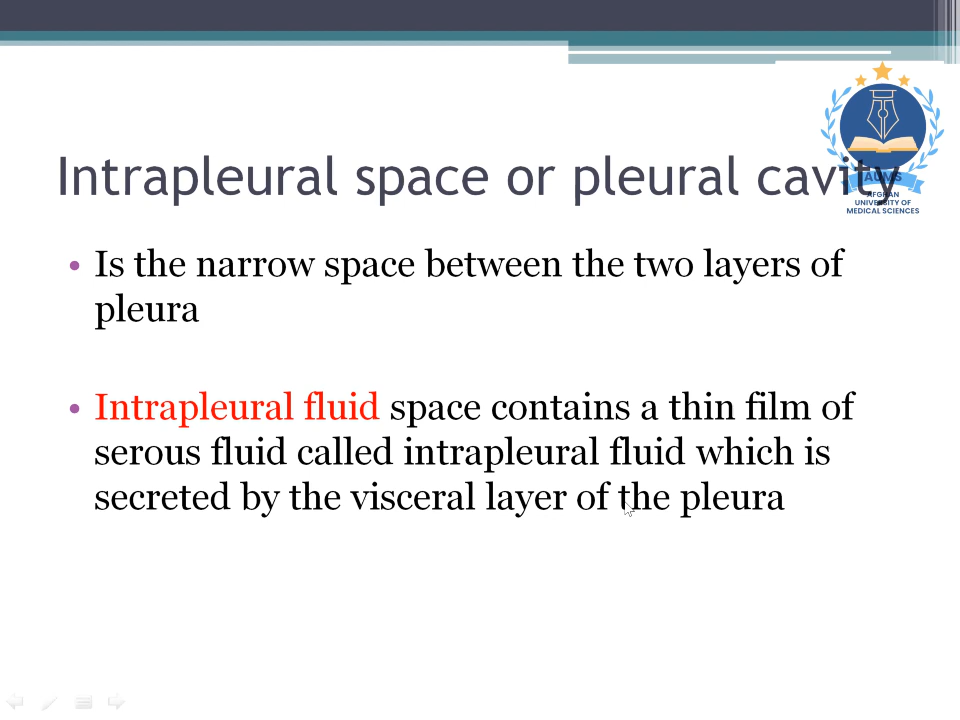 Intrapleural space or pleural cavity
AUMS
AFGHAN
UNIVERSITY OF
MEDICAL SCIENCES
• Is the narrow space between the two layers of
pleura
• Intrapleural fluid space contains a thin film of
serous fluid called intrapleural fluid which is
secreted by the visceral layer of the pleura